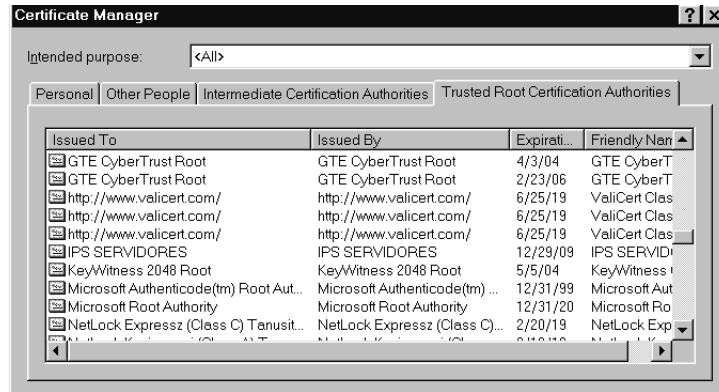 Certificate Manager
Intended purpose: <All>
Personal Other People Intermediate Certification Authorities Trusted Root Certification Authorities
Issued To Issued By Expirati... Friendly Nam
GTE CyberTrust Root GTE CyberTrust Root 4/3/04 GTE CyberT
GTE CyberTrust Root GTE CyberTrust Root 2/23/06 GTE CyberT
http://www.valicert.com/ http://www.valicert.com/ 6/25/19 ValiCert Clas
http://www.valicert.com/ http://www.valicert.com/ 6/25/19 ValiCert Clas
http://www.valicert.com/ http://www.valicert.com/ 6/25/19 ValiCert Clas
IPS SERVIDORES IPS SERVIDORES 12/29/09 IPS SERVID
KeyWitness 2048 Root KeyWitness 2048 Root 5/5/04 KeyWitness
Microsoft Authenticode(tm) Root Aut... Microsoft Authenticode(tm) ... 12/31/99 Microsoft Aut
Microsoft Root Authority Microsoft Root Authority 12/31/20 Microsoft Ro
NetLock Expressz (Class C) Tanusit... NetLock Expressz (Class C)... 2/20/19 NetLock Exp